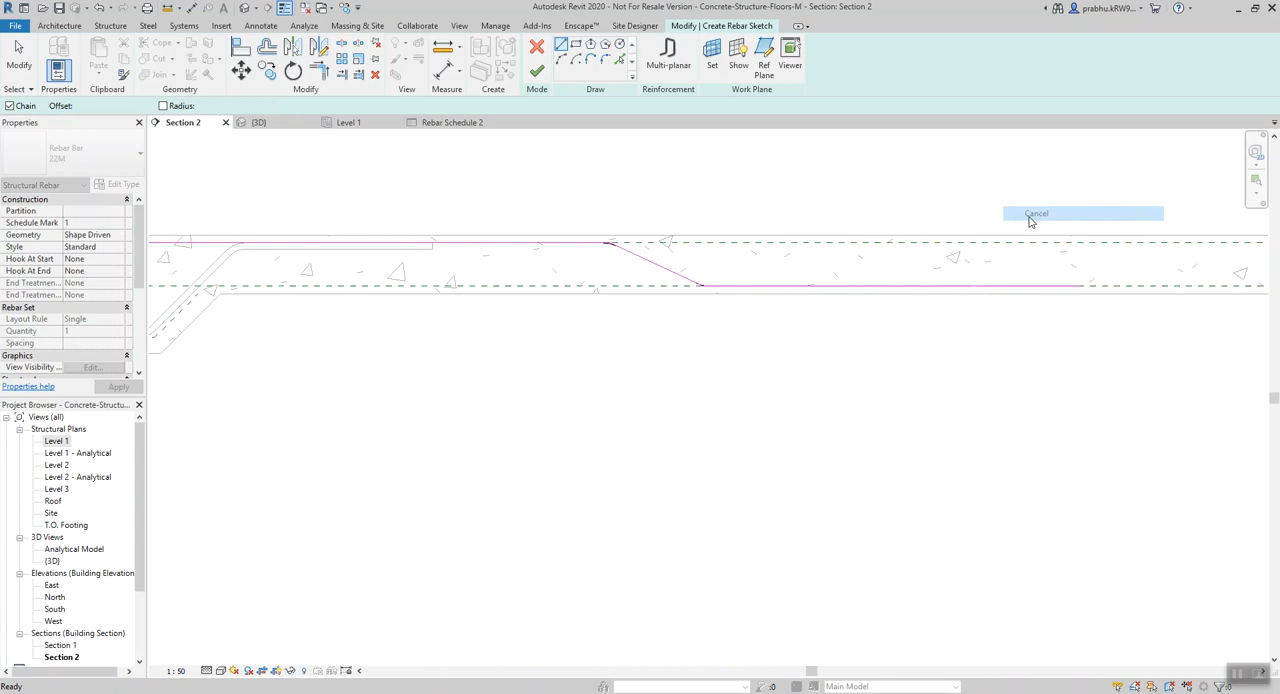 Autodesk Revit 2020 - Not For Resale Version - Concrete-Structure-Floors-M - Section: Section 2
prabhu.kRW9...
File Architecture Structure Steel Systems Insert Annotate Analyze Massing & Site Collaborate View Manage Add-Ins Enscape™ Site Designer Modify | Create Rebar Sketch
Modify
Paste
Cope
Cut
Join
Multi-planar
Set Show Ref Plane Viewer
Select Properties Clipboard Geometry Modify View Measure Create Mode Draw Reinforcement Work Plane
Chain Offset: Radius:
Properties
Section 2 {3D} Level 1 Rebar Schedule 2
Rebar Bar
22M
Structural Rebar Edit Type
Construction
Partition
Schedule Mark 1
Geometry Shape Driven
Style Standard
Hook At Start None
Hook At End None
End Treatmen... None
End Treatmen... None
Rebar Set
Layout Rule Single
Quantity 1
Spacing
Graphics
View Visibility ... Edit...
Properties help Apply
Cancel
Project Browser - Concrete-Structu...
Views (all)
Structural Plans
Level 1
Level 1 - Analytical
Level 2
Level 2 - Analytical
Level 3
Roof
Site
T.O. Footing
3D Views
Analytical Model
{3D}
Elevations (Building Elevation
East
North
South
West
Sections (Building Section)
Section 1
Section 2
1 : 50
Ready
:0
Main Model
:0